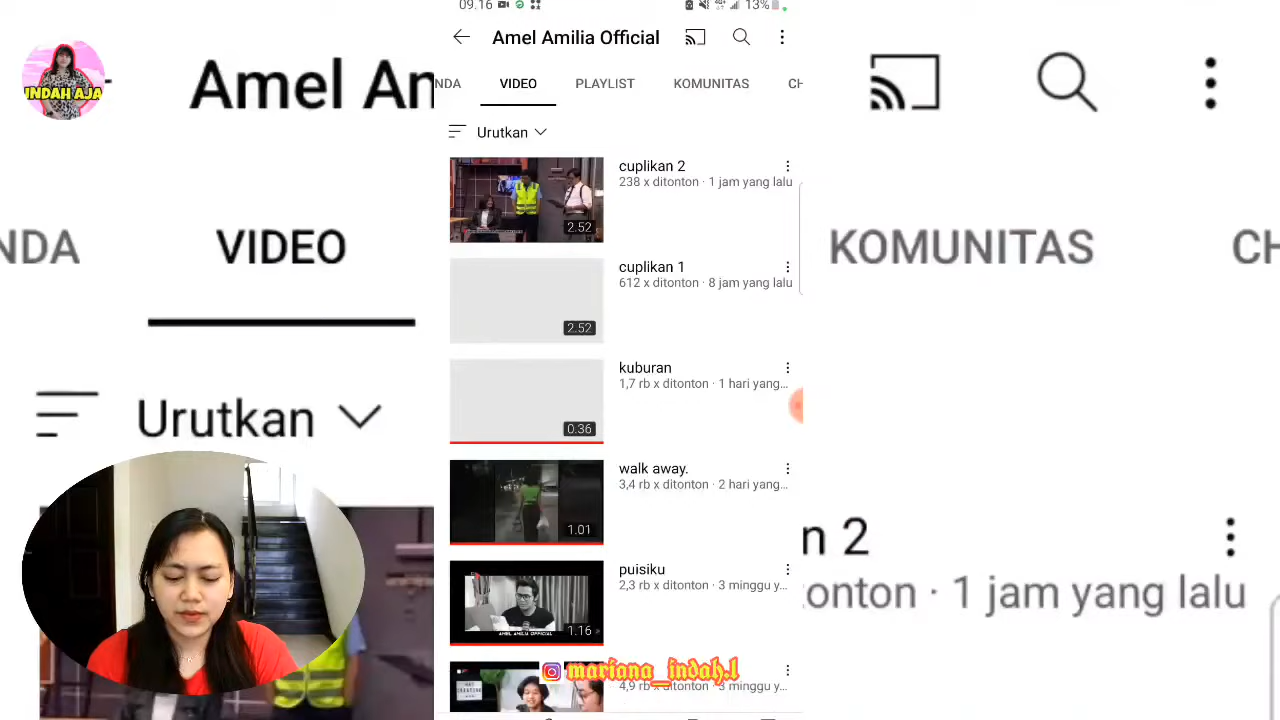 INDAH AJA
Amel An
NDA
VIDEO
Urutkan
09.16
13%
Amel Amilia Official
NDA
VIDEO
PLAYLIST
KOMUNITAS
CH
Urutkan
cuplikan 2
238 x ditonton · 1 jam yang lalu
2.52
cuplikan 1
612 x ditonton · 8 jam yang lalu
2.52
kuburan
1,7 rb x ditonton · 1 hari yang...
0.36
walk away.
3,4 rb x ditonton · 2 hari yang...
1.01
puisiku
2,3 rb x ditonton · 3 minggu y...
1.16
AMEL AMILIA OFFICIAL
mariana_indah.l
4,9 rb x ditonton · 3 minggu y...
KOMUNITAS
CH
n 2
onton · 1 jam yang lalu